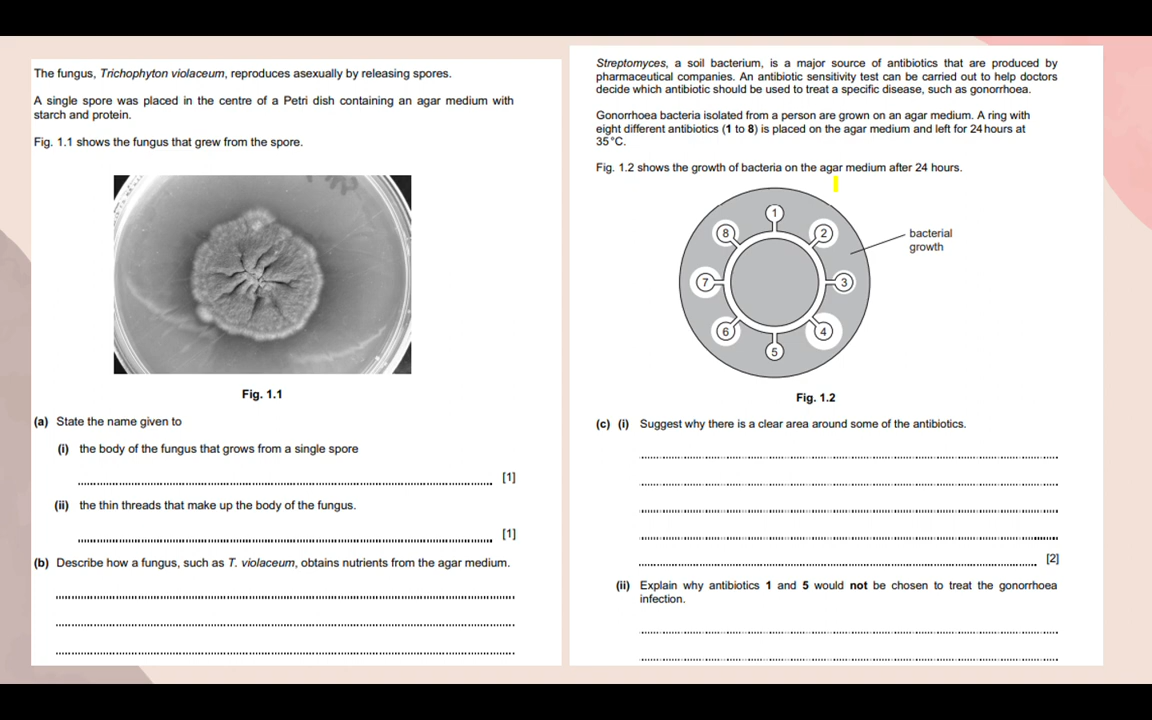 The fungus, Trichophyton violaceum, reproduces asexually by releasing spores.
A single spore was placed in the centre of a Petri dish containing an agar medium with
starch and protein.
Fig. 1.1 shows the fungus that grew from the spore.
Fig. 1.1
(a) State the name given to
(i) the body of the fungus that grows from a single spore
[1]
(ii) the thin threads that make up the body of the fungus.
[1]
(b) Describe how a fungus, such as T. violaceum, obtains nutrients from the agar medium.
Streptomyces, a soil bacterium, is a major source of antibiotics that are produced by
pharmaceutical companies. An antibiotic sensitivity test can be carried out to help doctors
decide which antibiotic should be used to treat a specific disease, such as gonorrhoea.
Gonorrhoea bacteria isolated from a person are grown on an agar medium. A ring with
eight different antibiotics (1 to 8) is placed on the agar medium and left for 24 hours at
35°C.
Fig. 1.2 shows the growth of bacteria on the agar medium after 24 hours.
1
8
2
bacterial
growth
7
3
6
4
5
Fig. 1.2
(c) (i) Suggest why there is a clear area around some of the antibiotics.
[2]
(ii) Explain why antibiotics 1 and 5 would not be chosen to treat the gonorrhoea
infection.